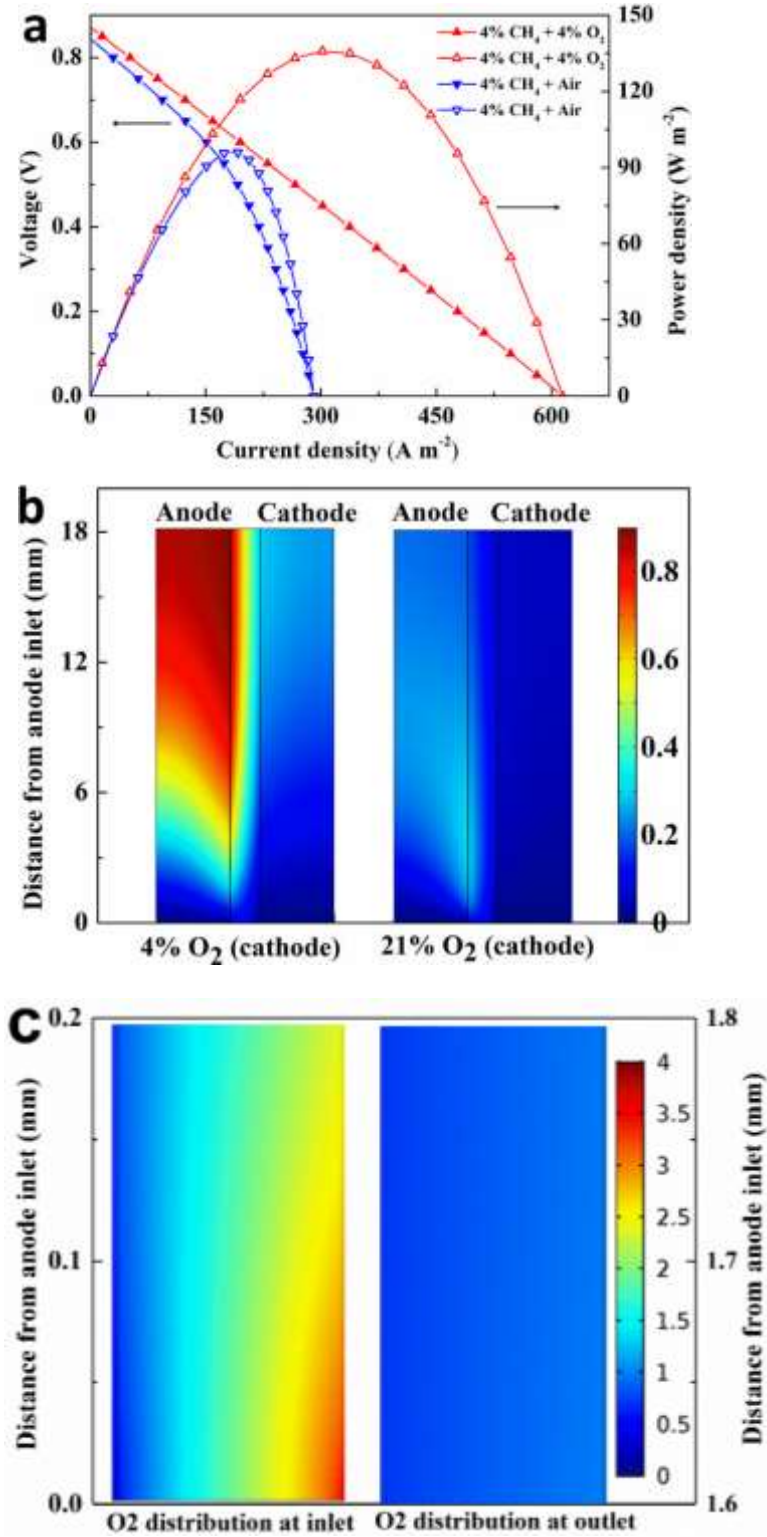 a
4% CH₄ + 4% O₂
4% CH₄ + 4% O₂
4% CH₄ + Air
4% CH₄ + Air
Voltage (V)
0.8
0.6
0.4
0.2
0.0
150
120
90
60
30
0
Power density (W m⁻²)
0 150 300 450 600
Current density (A m⁻²)
b
Anode Cathode Anode Cathode
Distance from anode inlet (mm)
18
12
6
0
0.8
0.6
0.4
0.2
0
4% O₂ (cathode) 21% O₂ (cathode)
c
Distance from anode inlet (mm)
0.2
0.1
0.0
4
3.5
3
2.5
2
1.5
1
0.5
0
1.8
1.7
1.6
Distance from anode inlet (mm)
O2 distribution at inlet O2 distribution at outlet